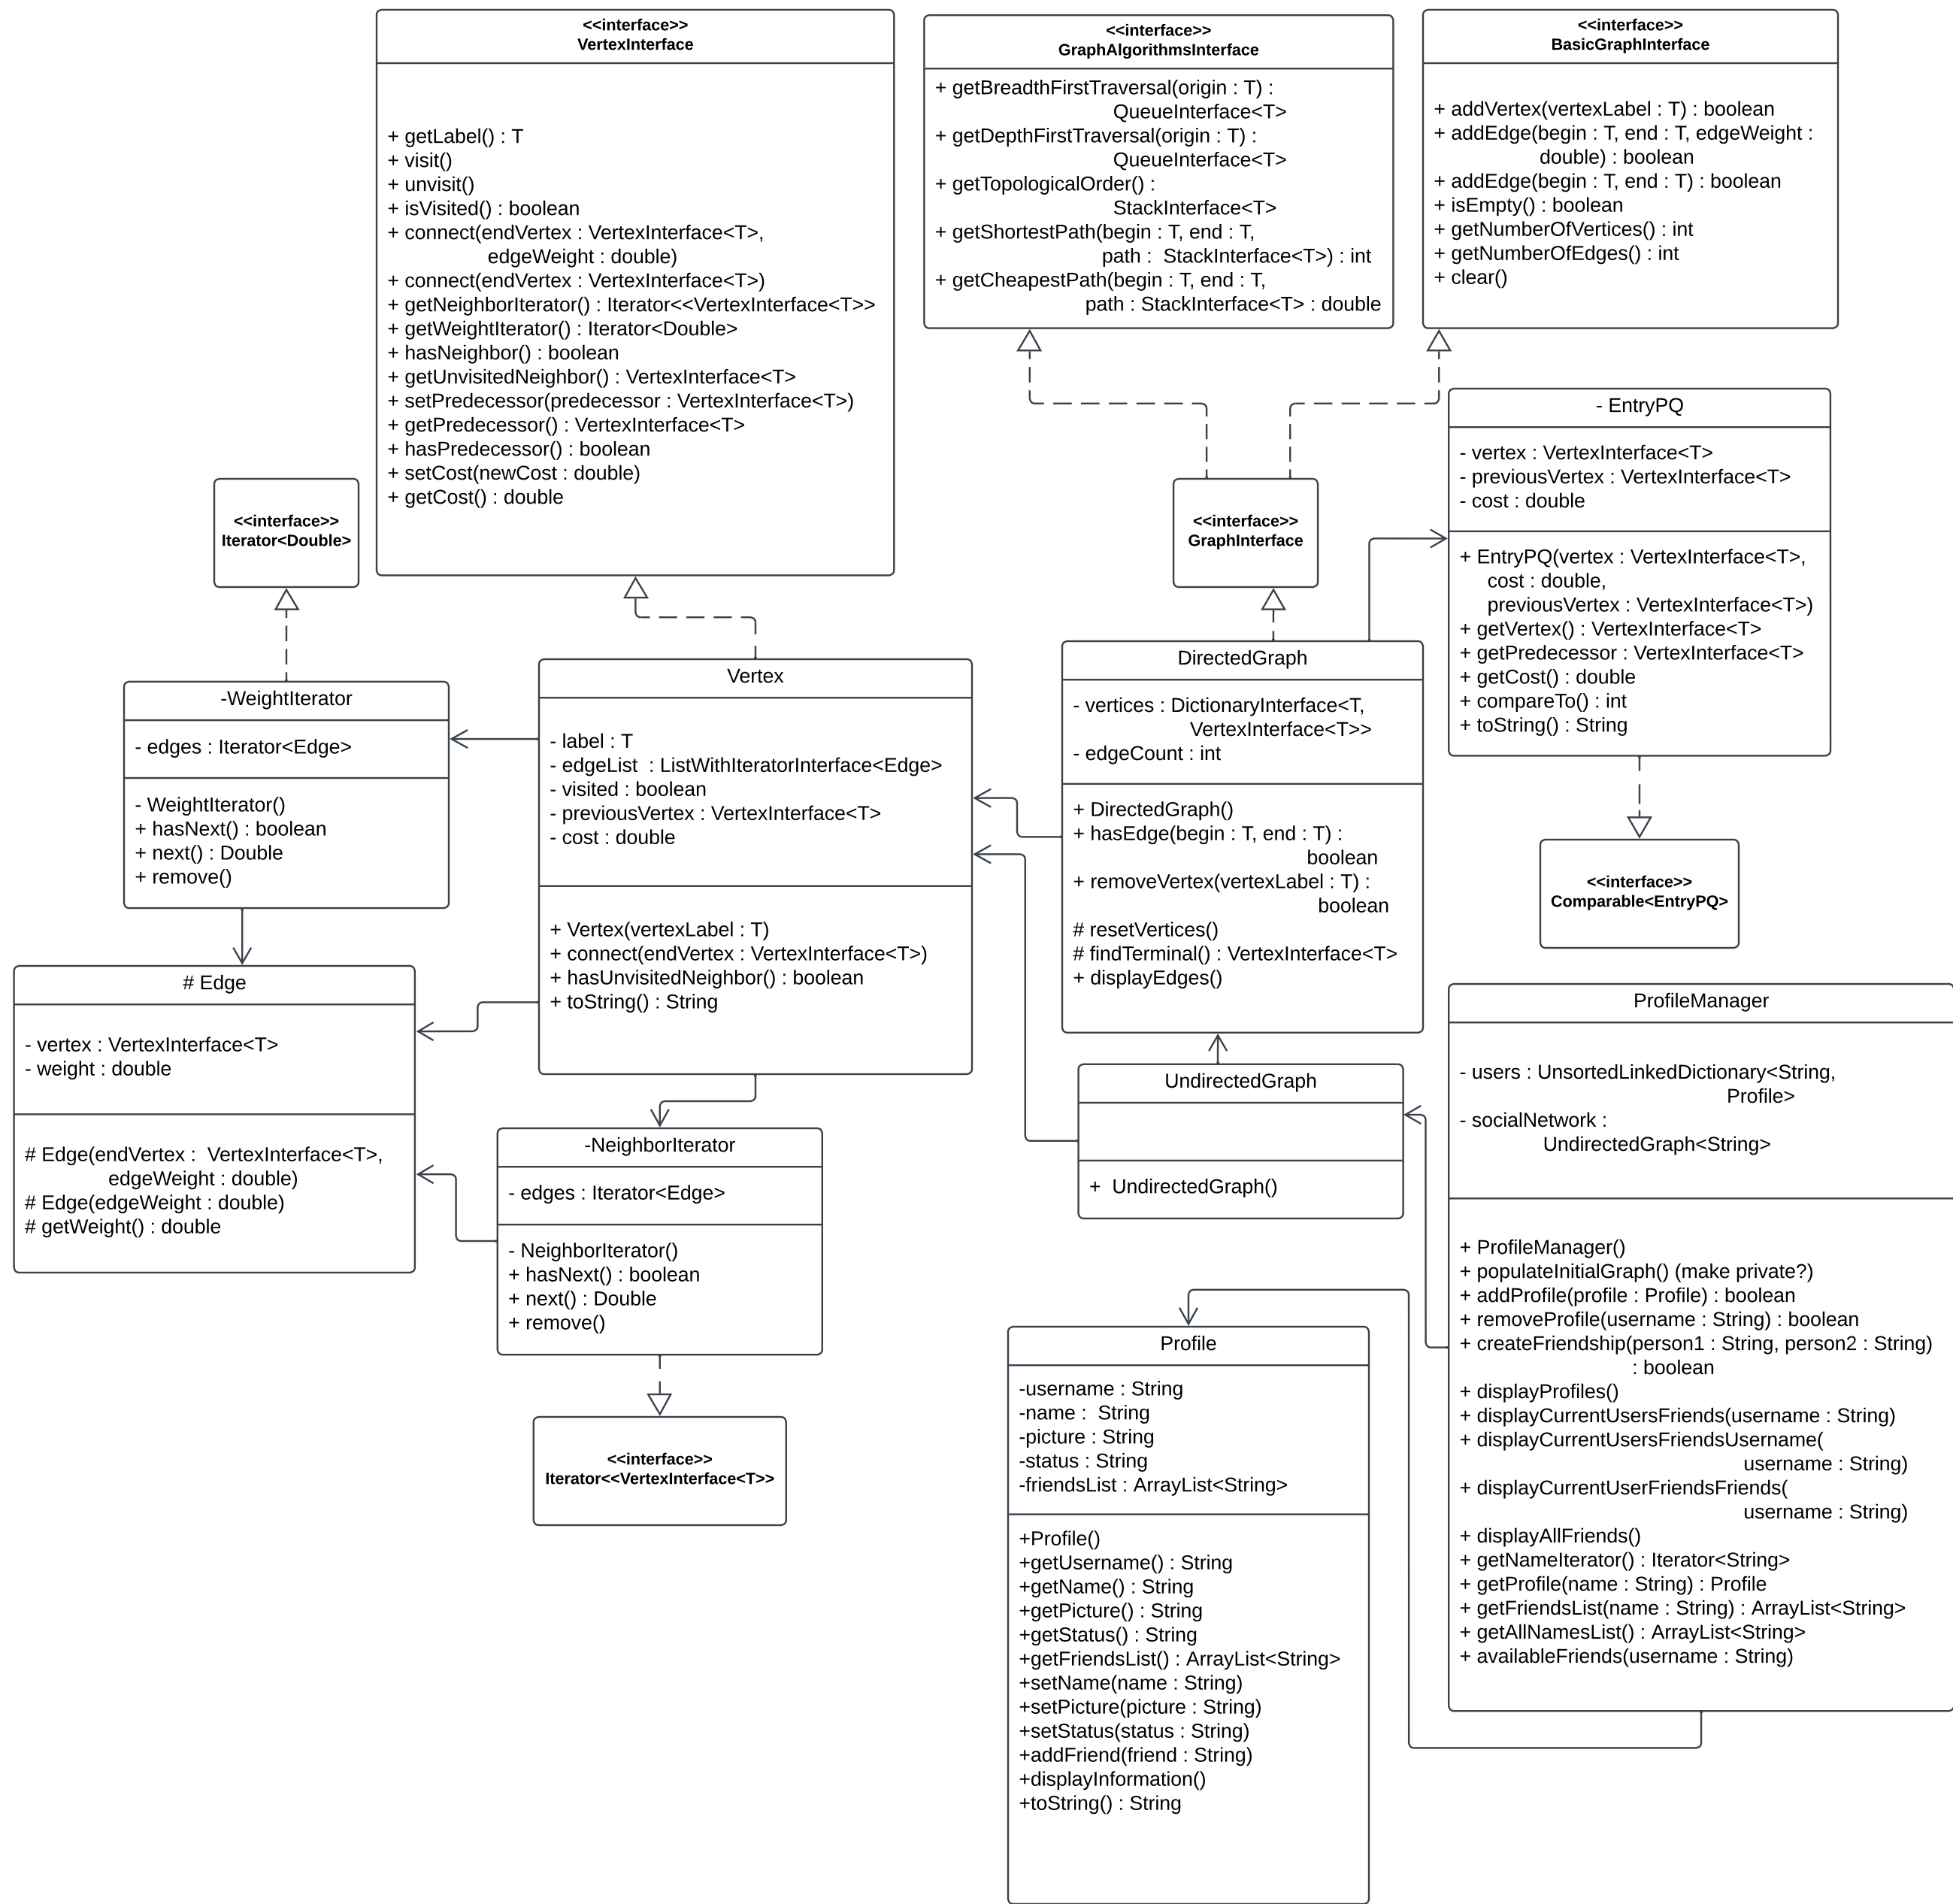 <<interface>>
VertexInterface
+ getLabel() : T
+ visit()
+ unvisit()
+ isVisited() : boolean
+ connect(endVertex : VertexInterface<T>,
edgeWeight : double)
+ connect(endVertex : VertexInterface<T>)
+ getNeighborIterator() : Iterator<<VertexInterface<T>>
+ getWeightIterator() : Iterator<Double>
+ hasNeighbor() : boolean
+ getUnvisitedNeighbor() : VertexInterface<T>
+ setPredecessor(predecessor : VertexInterface<T>)
+ getPredecessor() : VertexInterface<T>
+ hasPredecessor() : boolean
+ setCost(newCost : double)
+ getCost() : double
<<interface>>
GraphAlgorithmsInterface
+ getBreadthFirstTraversal(origin : T) :
QueueInterface<T>
+ getDepthFirstTraversal(origin : T) :
QueueInterface<T>
+ getTopologicalOrder() :
StackInterface<T>
+ getShortestPath(begin : T, end : T,
path :  StackInterface<T>) : int
+ getCheapestPath(begin : T, end : T,
path : StackInterface<T> : double
<<interface>>
BasicGraphInterface
+ addVertex(vertexLabel : T) : boolean
+ addEdge(begin : T, end : T, edgeWeight :
double) : boolean
+ addEdge(begin : T, end : T) : boolean
+ isEmpty() : boolean
+ getNumberOfVertices() : int
+ getNumberOfEdges() : int
+ clear()
<<interface>>
Iterator<Double>
<<interface>>
GraphInterface
- EntryPQ
- vertex : VertexInterface<T>
- previousVertex : VertexInterface<T>
- cost : double
+ EntryPQ(vertex : VertexInterface<T>,
cost : double,
previousVertex : VertexInterface<T>)
+ getVertex() : VertexInterface<T>
+ getPredecessor : VertexInterface<T>
+ getCost() : double
+ compareTo() : int
+ toString() : String
-WeightIterator
- edges : Iterator<Edge>
- WeightIterator()
+ hasNext() : boolean
+ next() : Double
+ remove()
Vertex
- label : T
- edgeList  : ListWithIteratorInterface<Edge>
- visited : boolean
- previousVertex : VertexInterface<T>
- cost : double
+ Vertex(vertexLabel : T)
+ connect(endVertex : VertexInterface<T>)
+ hasUnvisitedNeighbor() : boolean
+ toString() : String
DirectedGraph
- vertices : DictionaryInterface<T,
VertexInterface<T>>
- edgeCount : int
+ DirectedGraph()
+ hasEdge(begin : T, end : T) :
boolean
+ removeVertex(vertexLabel : T) :
boolean
# resetVertices()
# findTerminal() : VertexInterface<T>
+ displayEdges()
<<interface>>
Comparable<EntryPQ>
# Edge
- vertex : VertexInterface<T>
- weight : double
# Edge(endVertex :  VertexInterface<T>,
edgeWeight : double)
# Edge(edgeWeight : double)
# getWeight() : double
-NeighborIterator
- edges : Iterator<Edge>
- NeighborIterator()
+ hasNext() : boolean
+ next() : Double
+ remove()
<<interface>>
Iterator<<VertexInterface<T>>
UndirectedGraph
+  UndirectedGraph()
ProfileManager
- users : UnsortedLinkedDictionary<String,
Profile>
- socialNetwork :
UndirectedGraph<String>
+ ProfileManager()
+ populateInitialGraph() (make private?)
+ addProfile(profile : Profile) : boolean
+ removeProfile(username : String) : boolean
+ createFriendship(person1 : String, person2 : String)
: boolean
+ displayProfiles()
+ displayCurrentUsersFriends(username : String)
+ displayCurrentUsersFriendsUsername(
username : String)
+ displayCurrentUserFriendsFriends(
username : String)
+ displayAllFriends()
+ getNameIterator() : Iterator<String>
+ getProfile(name : String) : Profile
+ getFriendsList(name : String) : ArrayList<String>
+ getAllNamesList() : ArrayList<String>
+ availableFriends(username : String)
Profile
-username : String
-name :  String
-picture : String
-status : String
-friendsList : ArrayList<String>
+Profile()
+getUsername() : String
+getName() : String
+getPicture() : String
+getStatus() : String
+getFriendsList() : ArrayList<String>
+setName(name : String)
+setPicture(picture : String)
+setStatus(status : String)
+addFriend(friend : String)
+displayInformation()
+toString() : String